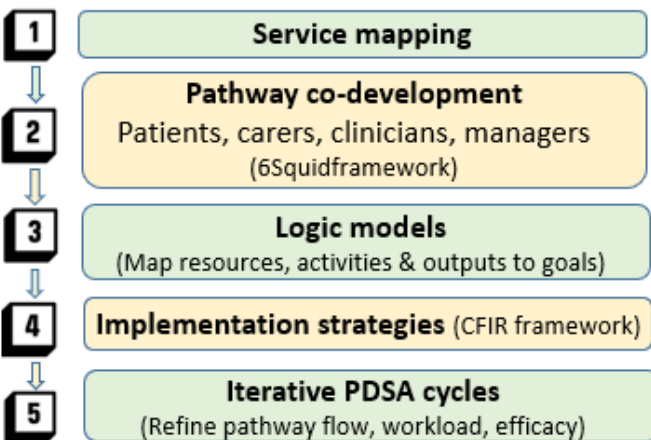 1
Service mapping
2
Pathway co-development
Patients, carers, clinicians, managers
(6Squidframework)
3
Logic models
(Map resources, activities & outputs to goals)
4
Implementation strategies (CFIR framework)
5
Iterative PDSA cycles
(Refine pathway flow, workload, efficacy)